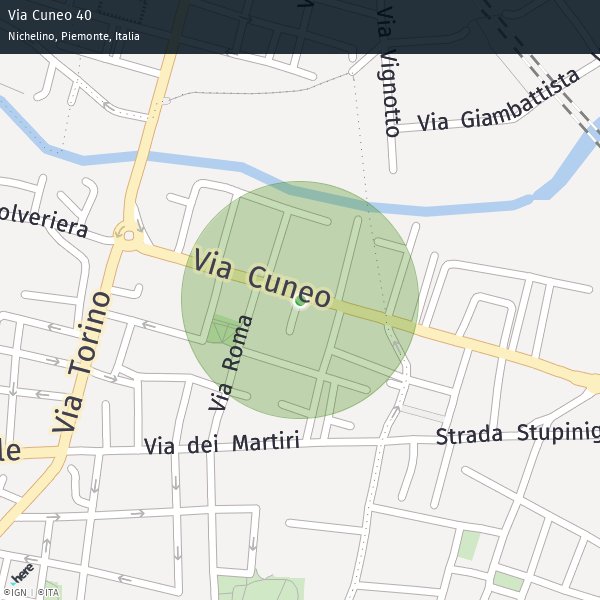 Via Cuneo 40
Nichelino, Piemonte, Italia
Via Vignotto
Via Giambattista
olveriera
Via Cuneo
Via Torino
Via Roma
Via dei Martiri
Strada Stupinig
le
here
©IGN | ©ITA